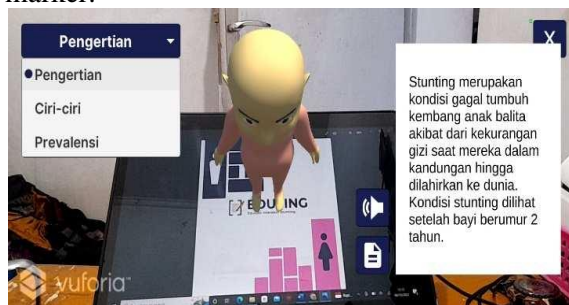 marker.
Pengertian
X
Pengertian
Ciri-ciri
Prevalensi
Stunting merupakan
kondisi gagal tumbuh
kembang anak balita
akibat dari kekurangan
gizi saat mereka dalam
kandungan hingga
dilahirkan ke dunia.
Kondisi stunting dilihat
setelah bayi berumur 2
tahun.
EDUTING
vuforia